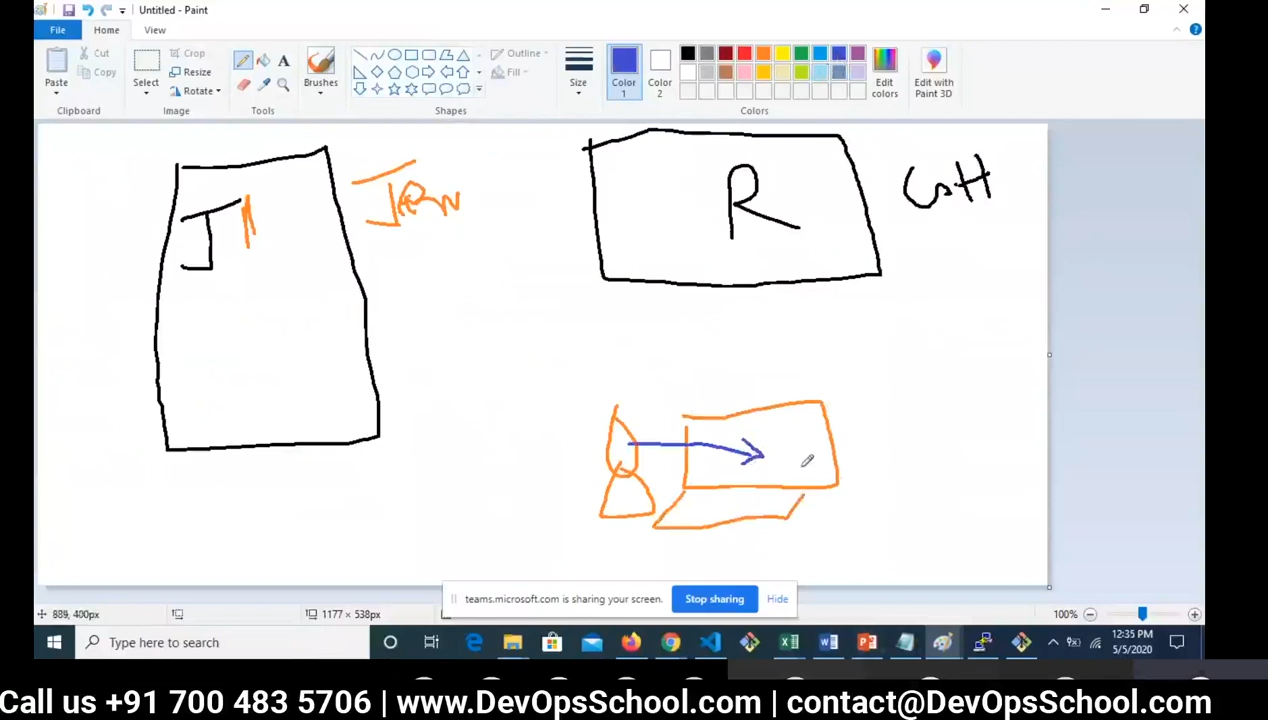 Untitled - Paint
File
Home
View
Cut
Copy
Paste
Clipboard
Crop
Resize
Rotate
Select
Image
Tools
Brushes
Outline
Fill
Shapes
Size
Color
1
Color
2
Edit
colors
Edit with
Paint 3D
Colors
J
R
teams.microsoft.com is sharing your screen.
Stop sharing
Hide
889, 400px
1177 × 538px
100%
Type here to search
12:35 PM
5/5/2020
Call us +91 700 483 5706 | www.DevOpsSchool.com | contact@DevOpsSchool.com